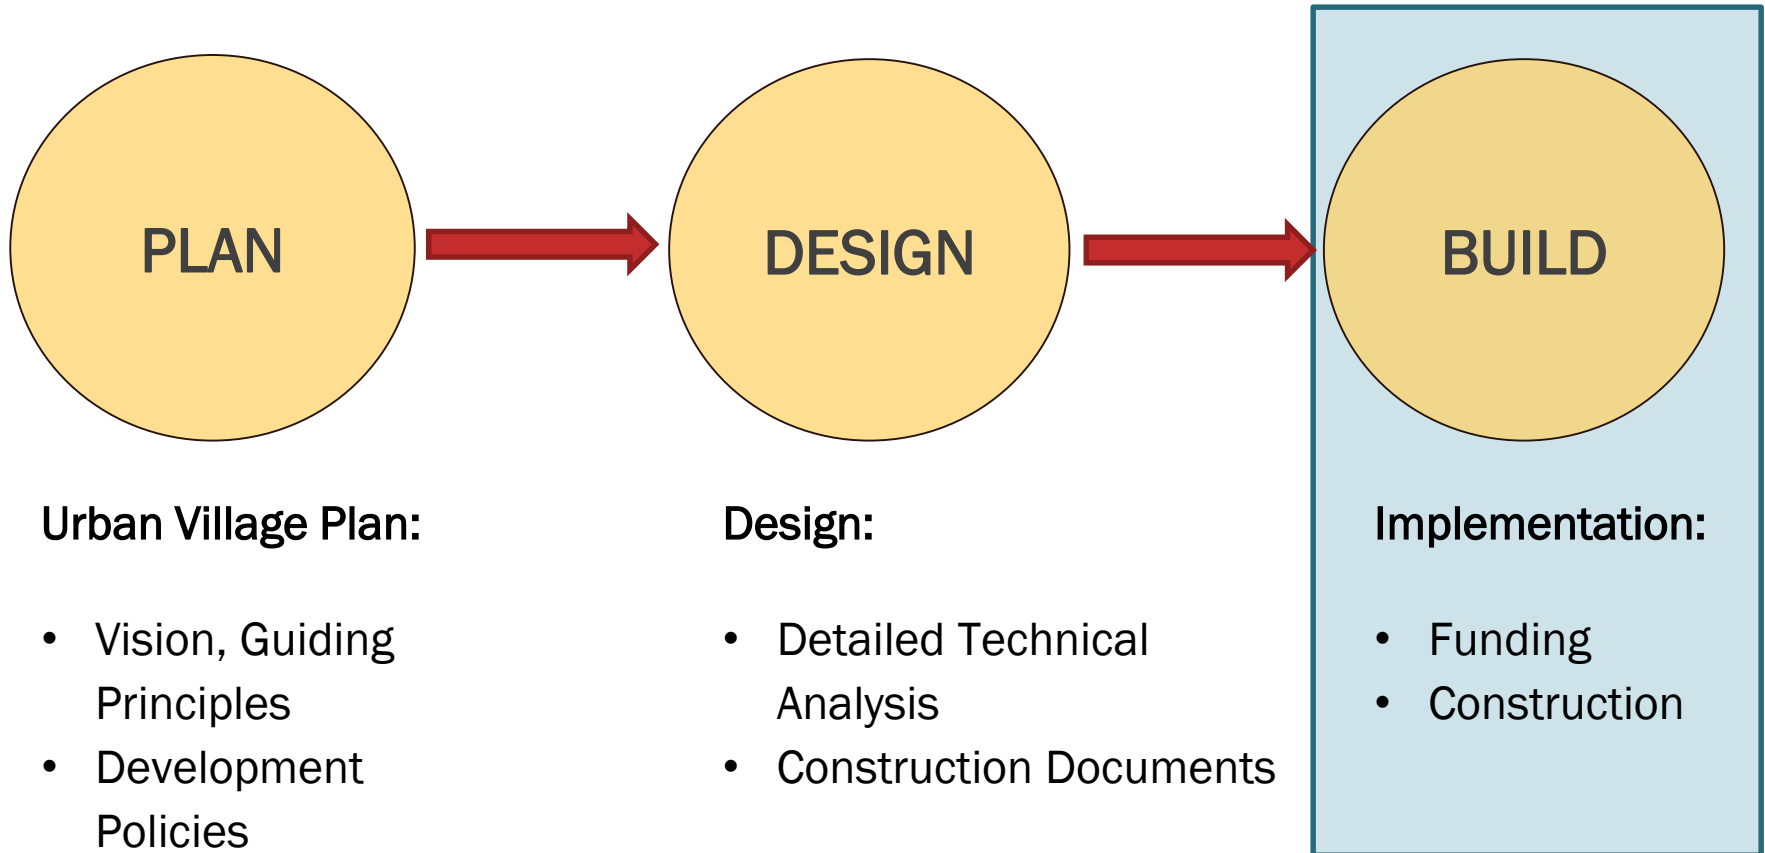 PLAN
DESIGN
BUILD
Urban Village Plan:
• Vision, Guiding
Principles
• Development
Policies
Design:
• Detailed Technical
Analysis
• Construction Documents
Implementation:
• Funding
• Construction